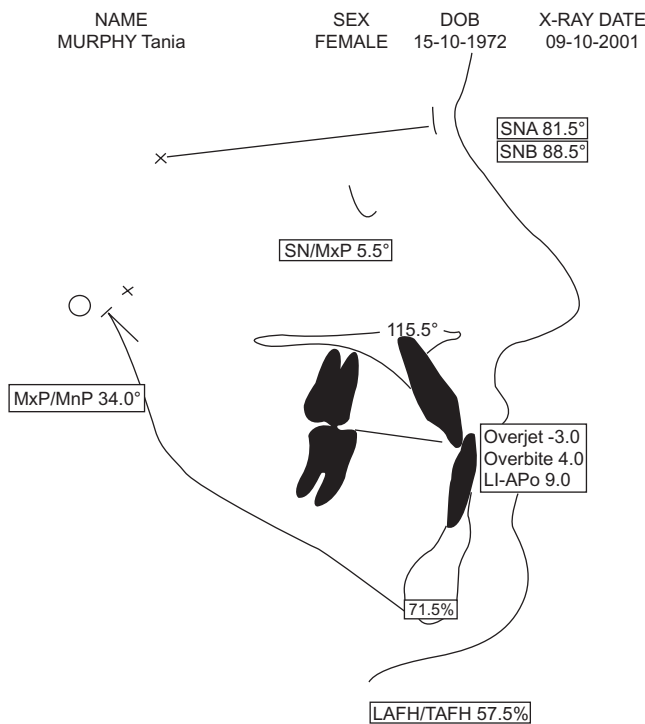 NAME SEX DOB X-RAY DATE
MURPHY Tania FEMALE 15-10-1972 09-10-2001
SNA 81.5°
SNB 88.5°
SN/MxP 5.5°
115.5°
MxP/MnP 34.0°
Overjet -3.0
Overbite 4.0
LI-APo 9.0
71.5%
LAFH/TAFH 57.5%